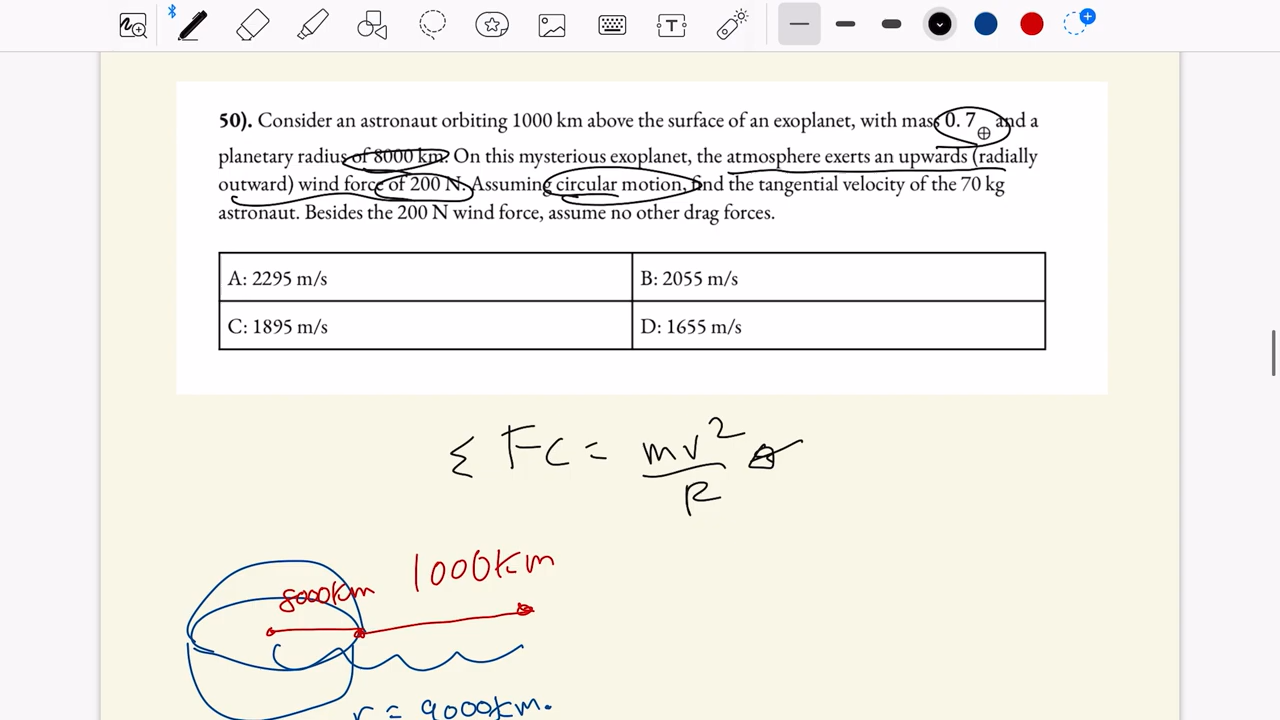 50). Consider an astronaut orbiting 1000 km above the surface of an exoplanet, with mass 0.7⊕ and a
planetary radius of 8000 km. On this mysterious exoplanet, the atmosphere exerts an upwards (radially
outward) wind force of 200 N. Assuming circular motion, find the tangential velocity of the 70 kg
astronaut. Besides the 200 N wind force, assume no other drag forces.
A: 2295 m/s
B: 2055 m/s
C: 1895 m/s
D: 1655 m/s
Σ Fc = mv²/R
1000km
8000km
r = 9000km.